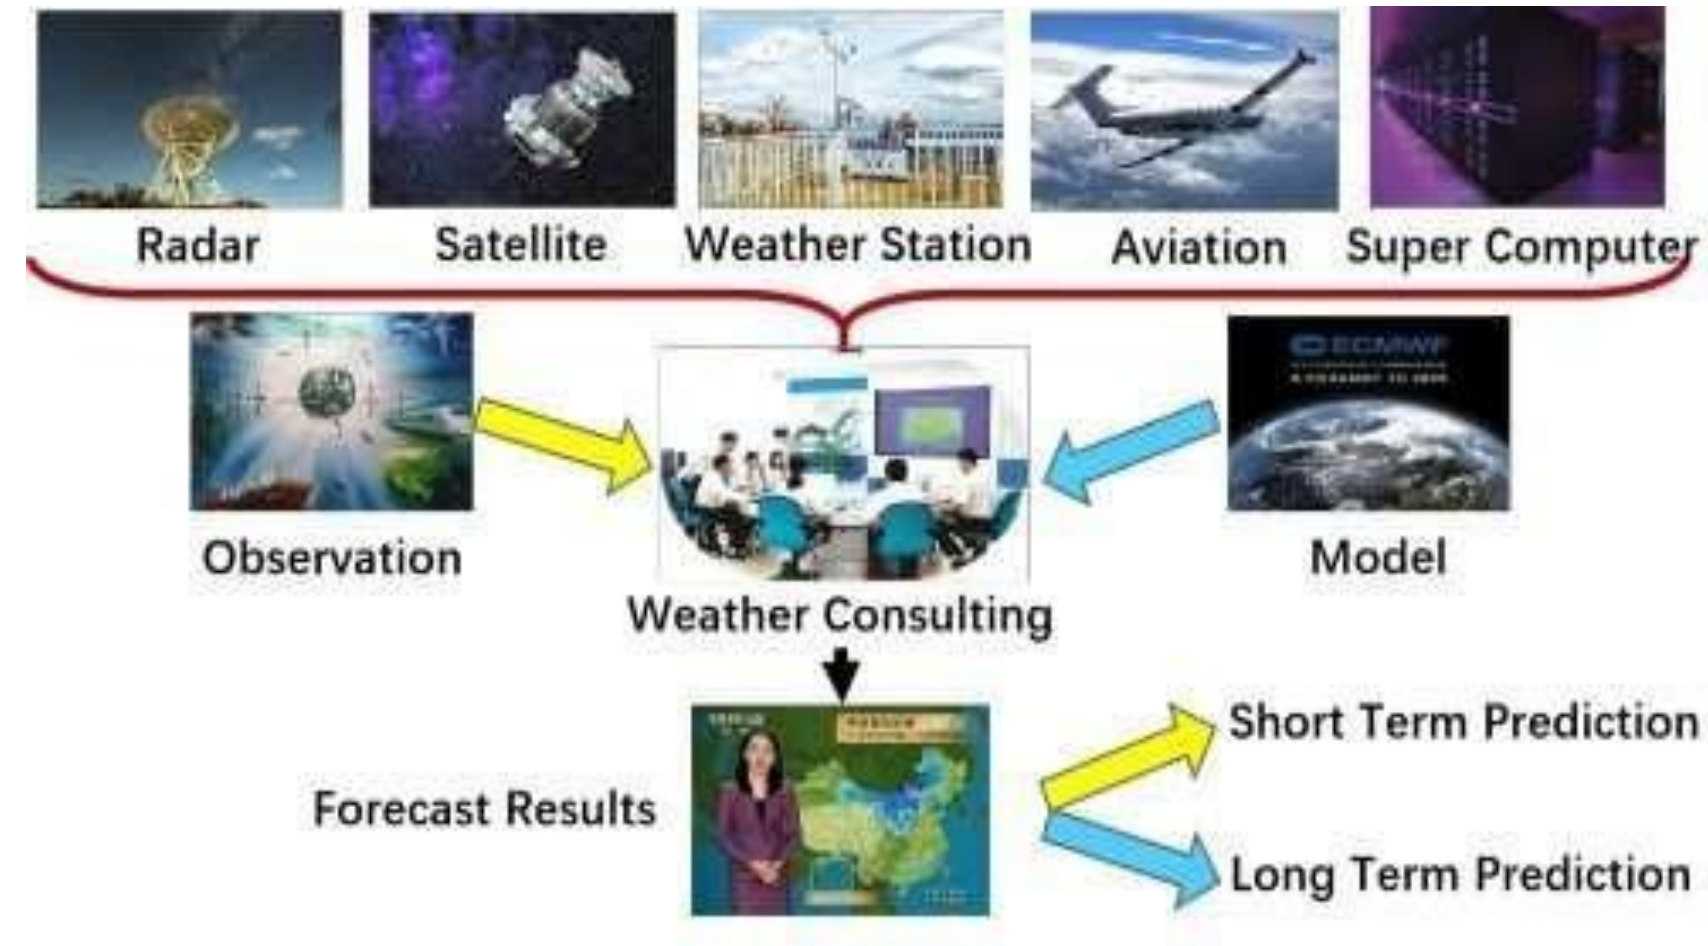 Radar
Satellite
Weather Station
Aviation
Super Computer
ECMWF
Observation
Model
Weather Consulting
Forecast Results
Short Term Prediction
Long Term Prediction